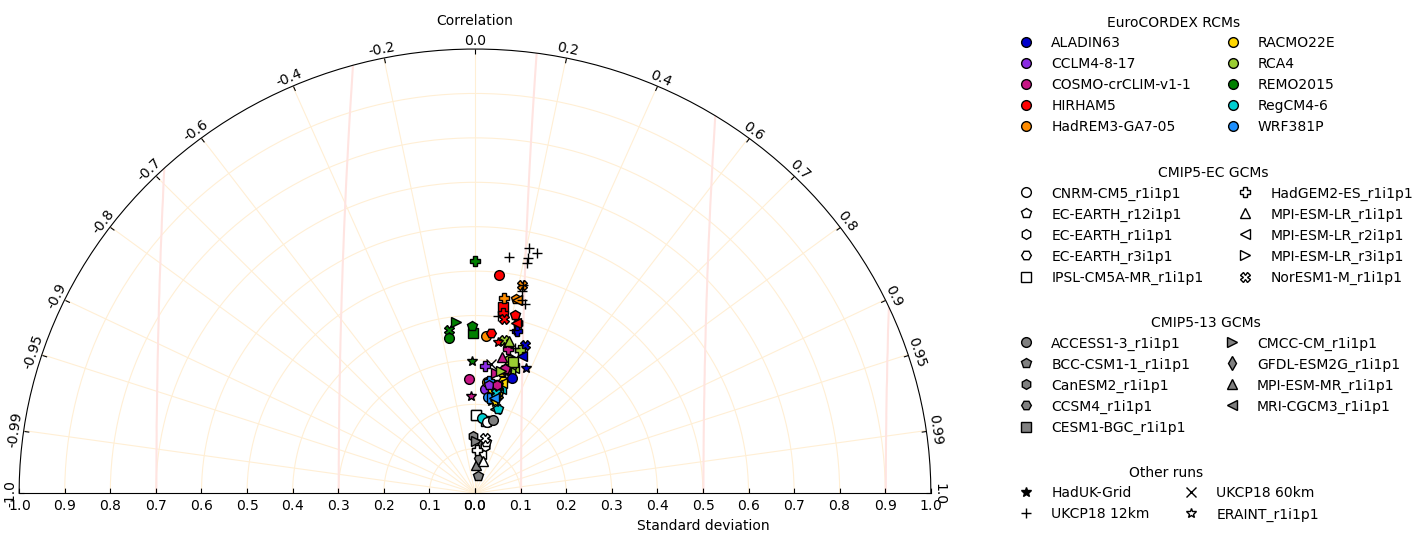 Correlation
-1.0
-0.99
-0.95
-0.9
-0.8
-0.7
-0.6
-0.4
-0.2
0.0
0.2
0.4
0.6
0.7
0.8
0.9
0.95
0.99
1.0
1.0 0.9 0.8 0.7 0.6 0.5 0.4 0.3 0.2 0.1 0.0 0.1 0.2 0.3 0.4 0.5 0.6 0.7 0.8 0.9 1.0
Standard deviation
EuroCORDEX RCMs
ALADIN63 RACMO22E
CCLM4-8-17 RCA4
COSMO-crCLIM-v1-1 REMO2015
HIRHAM5 RegCM4-6
HadREM3-GA7-05 WRF381P
CMIP5-EC GCMs
CNRM-CM5_r1i1p1 HadGEM2-ES_r1i1p1
EC-EARTH_r12i1p1 MPI-ESM-LR_r1i1p1
EC-EARTH_r1i1p1 MPI-ESM-LR_r2i1p1
EC-EARTH_r3i1p1 MPI-ESM-LR_r3i1p1
IPSL-CM5A-MR_r1i1p1 NorESM1-M_r1i1p1
CMIP5-13 GCMs
ACCESS1-3_r1i1p1 CMCC-CM_r1i1p1
BCC-CSM1-1_r1i1p1 GFDL-ESM2G_r1i1p1
CanESM2_r1i1p1 MPI-ESM-MR_r1i1p1
CCSM4_r1i1p1 MRI-CGCM3_r1i1p1
CESM1-BGC_r1i1p1
Other runs
HadUK-Grid UKCP18 60km
UKCP18 12km ERAINT_r1i1p1